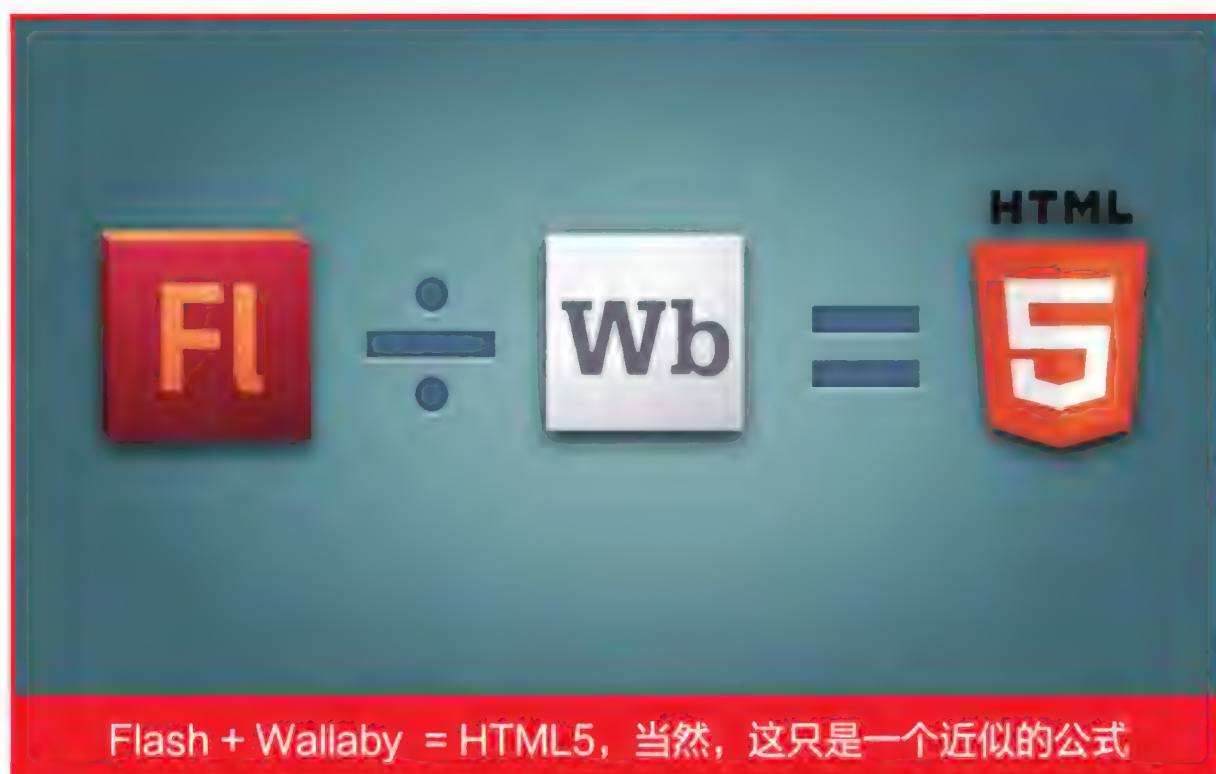 HTML
Fl ÷ Wb = 5
Flash + Wallaby = HTML5，当然，这只是一个近似的公式